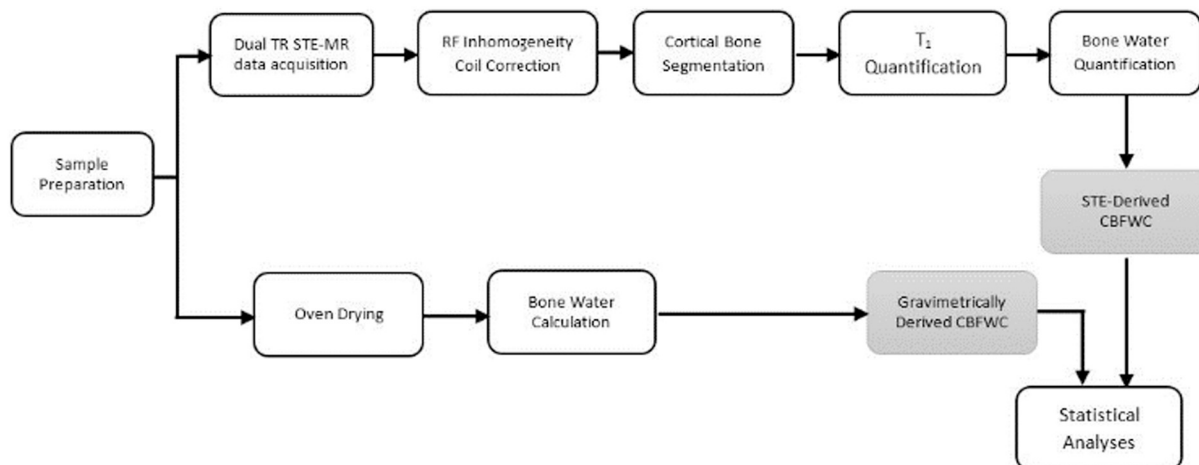 Dual TR STE-MR
data acquisition
RF Inhomogeneity
Coil Correction
Cortical Bone
Segmentation
T₁
Quantification
Bone Water
Quantification
Sample
Preparation
STE-Derived
CBFWC
Oven Drying
Bone Water
Calculation
Gravimetrically
Derived CBFWC
Statistical
Analyses